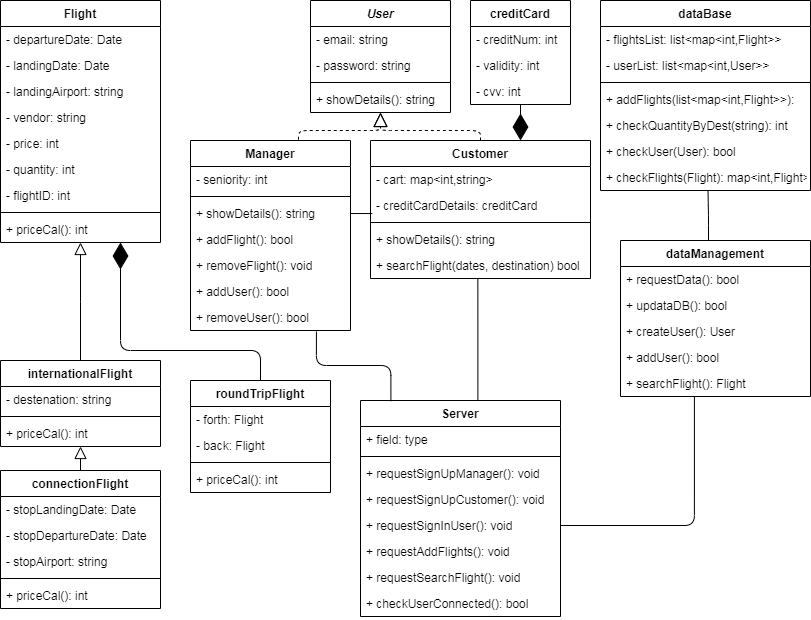 Flight
- departureDate: Date
- landingDate: Date
- landingAirport: string
- vendor: string
- price: int
- quantity: int
- flightID: int
+ priceCal(): int
User
- email: string
- password: string
+ showDetails(): string
creditCard
- creditNum: int
- validity: int
- cvv: int
dataBase
- flightsList: list<map<int,Flight>>
- userList: list<map<int,User>>
+ addFlights(list<map<int,Flight>>):
+ checkQuantityByDest(string): int
+ checkUser(User): bool
+ checkFlights(Flight): map<int,Flight>
Manager
- seniority: int
+ showDetails(): string
+ addFlight(): bool
+ removeFlight(): void
+ addUser(): bool
+ removeUser(): bool
Customer
- cart: map<int,string>
- creditCardDetails: creditCard
+ showDetails(): string
+ searchFlight(dates, destination) bool
dataManagement
+ requestData(): bool
+ updataDB(): bool
+ createUser(): User
+ addUser(): bool
+ searchFlight(): Flight
internationalFlight
- destenation: string
+ priceCal(): int
roundTripFlight
- forth: Flight
- back: Flight
+ priceCal(): int
Server
+ field: type
+ requestSignUpManager(): void
+ requestSignUpCustomer(): void
+ requestSignInUser(): void
+ requestAddFlights(): void
+ requestSearchFlight(): void
+ checkUserConnected(): bool
connectionFlight
- stopLandingDate: Date
- stopDepartureDate: Date
- stopAirport: string
+ priceCal(): int